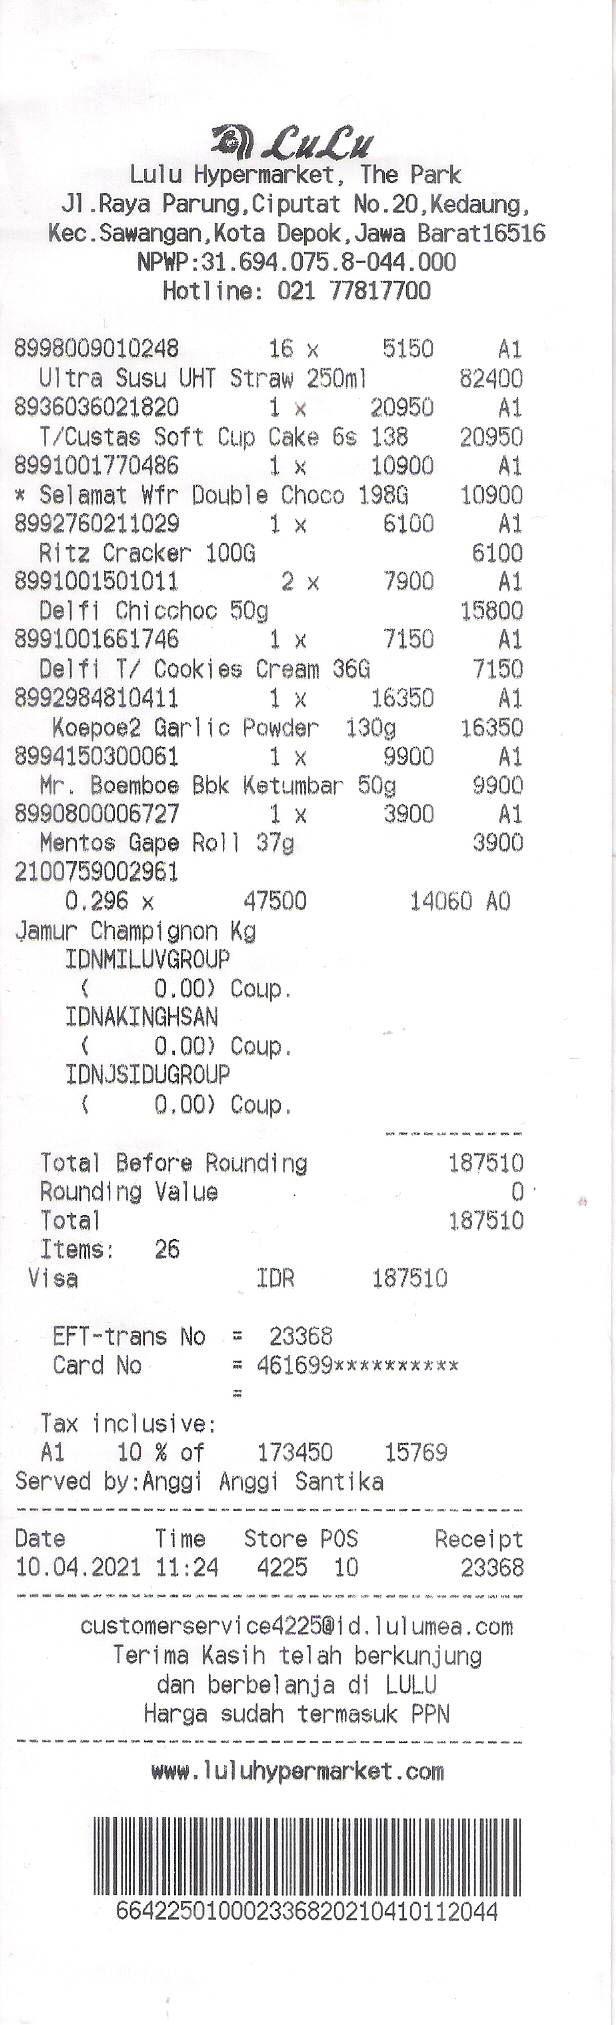 LuLu
Lulu Hypermarket, The Park
Jl.Raya Parung,Ciputat No.20,Kedaung,
Kec.Sawangan,Kota Depok,Jawa Barat16516
NPWP:31.694.075.8-044.000
Hotline: 021 77817700
8998009010248 16 x 5150 A1
Ultra Susu UHT Straw 250ml 82400
8936036021820 1 x 20950 A1
T/Custas Soft Cup Cake 6s 138 20950
8991001770486 1 x 10900 A1
* Selamat Wfr Double Choco 198G 10900
8992760211029 1 x 6100 A1
Ritz Cracker 100G 6100
8991001501011 2 x 7900 A1
Delfi Chicchoc 50g 15800
8991001661746 1 x 7150 A1
Delfi T/ Cookies Cream 36G 7150
8992984810411 1 x 16350 A1
Koepoe2 Garlic Powder 130g 16350
8994150300061 1 x 9900 A1
Mr. Boemboe Bbk Ketumbar 50g 9900
8990800006727 1 x 3900 A1
Mentos Gape Roll 37g 3900
2100759002961
0.296 x 47500 14060 A0
Jamur Champignon Kg
IDNMILUVGROUP
( 0.00) Coup.
IDNAKINGHSAN
( 0.00) Coup.
IDNJSIDUGROUP
( 0.00) Coup.
Total Before Rounding 187510
Rounding Value 0
Total 187510
Items: 26
Visa IDR 187510
EFT-trans No = 23368
Card No = 461699**********
=
Tax inclusive:
A1 10 % of 173450 15769
Served by:Anggi Anggi Santika
Date Time Store POS Receipt
10.04.2021 11:24 4225 10 23368
customerservice4225@id.lulumea.com
Terima Kasih telah berkunjung
dan berbelanja di LULU
Harga sudah termasuk PPN
www.luluhypermarket.com
664225010002336820210410112044